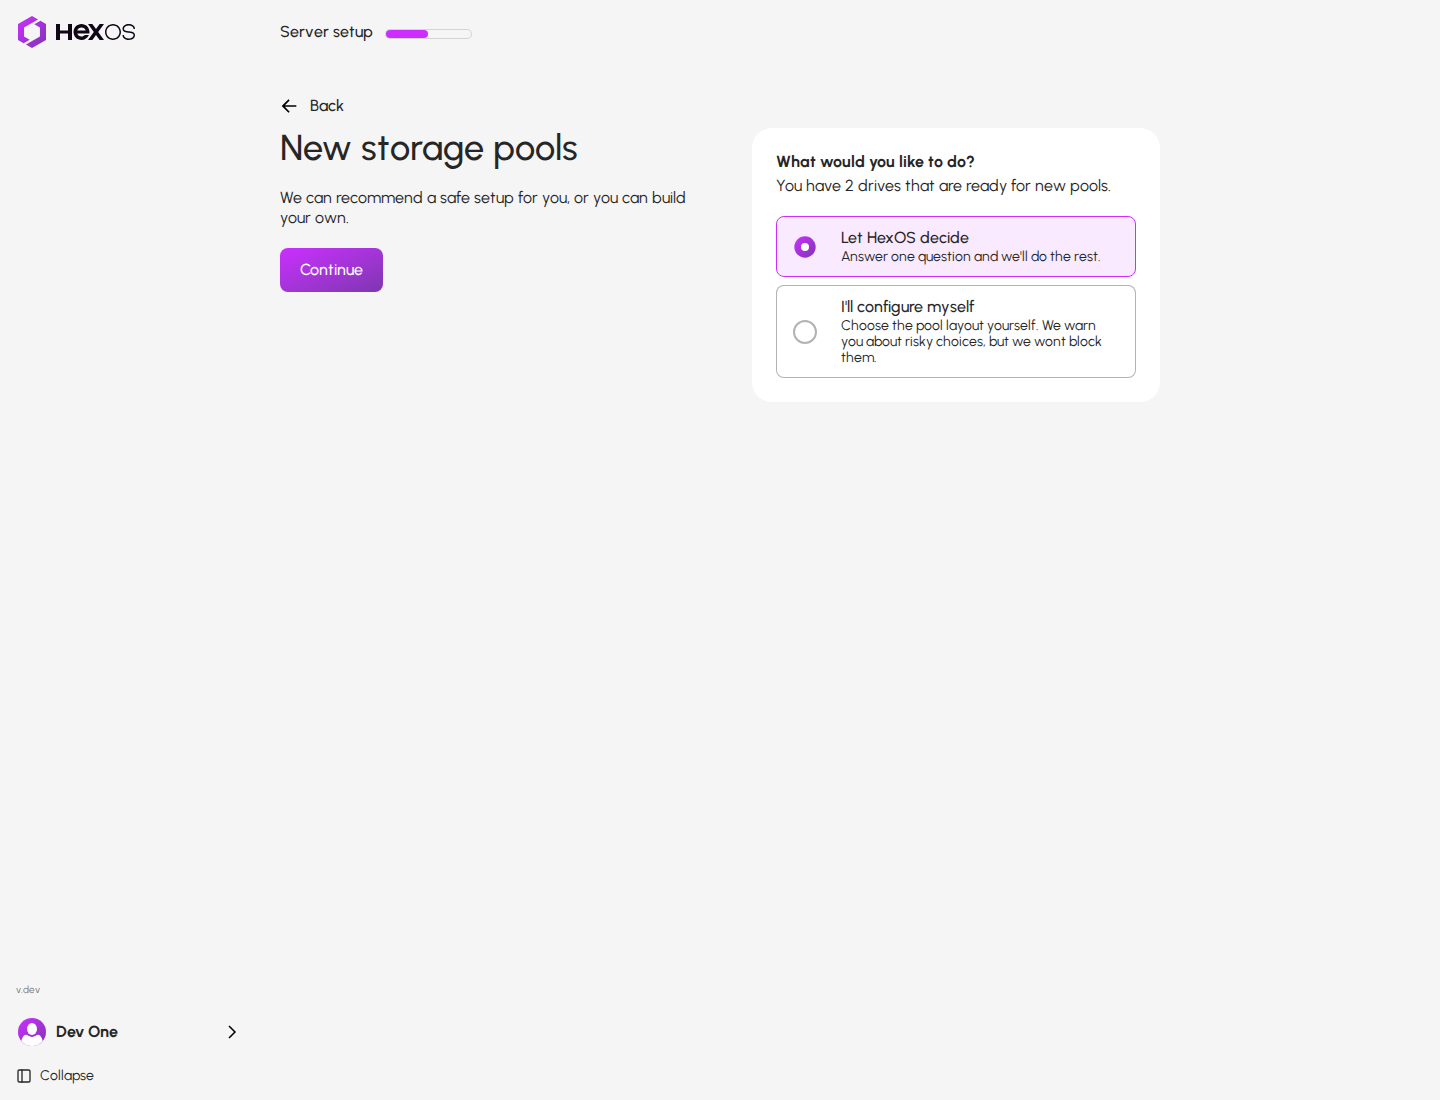 HexOS
Server setup
Back
New storage pools
We can recommend a safe setup for you, or you can build
your own.
Continue
What would you like to do?
You have 2 drives that are ready for new pools.
Let HexOS decide
Answer one question and we'll do the rest.
I'll configure myself
Choose the pool layout yourself. We warn
you about risky choices, but we wont block
them.
v.dev
Dev One
Collapse